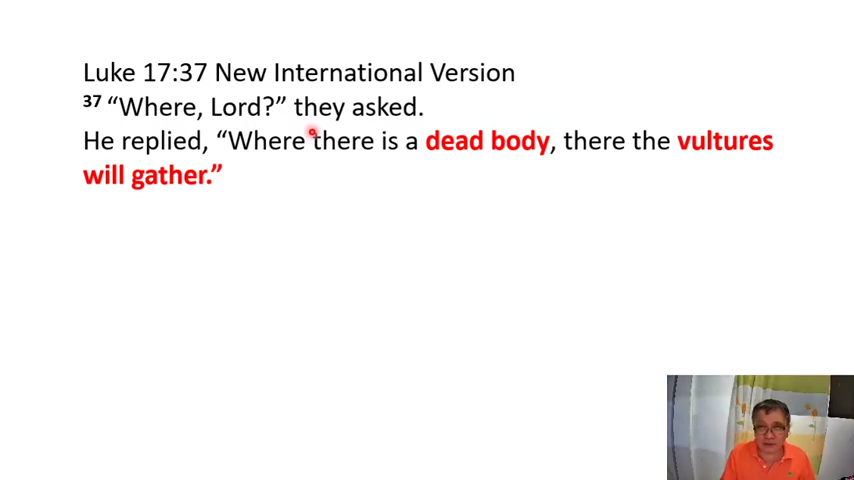 Luke 17:37 New International Version
37 “Where, Lord?” they asked.
He replied, “Where there is a dead body, there the vultures
will gather.”